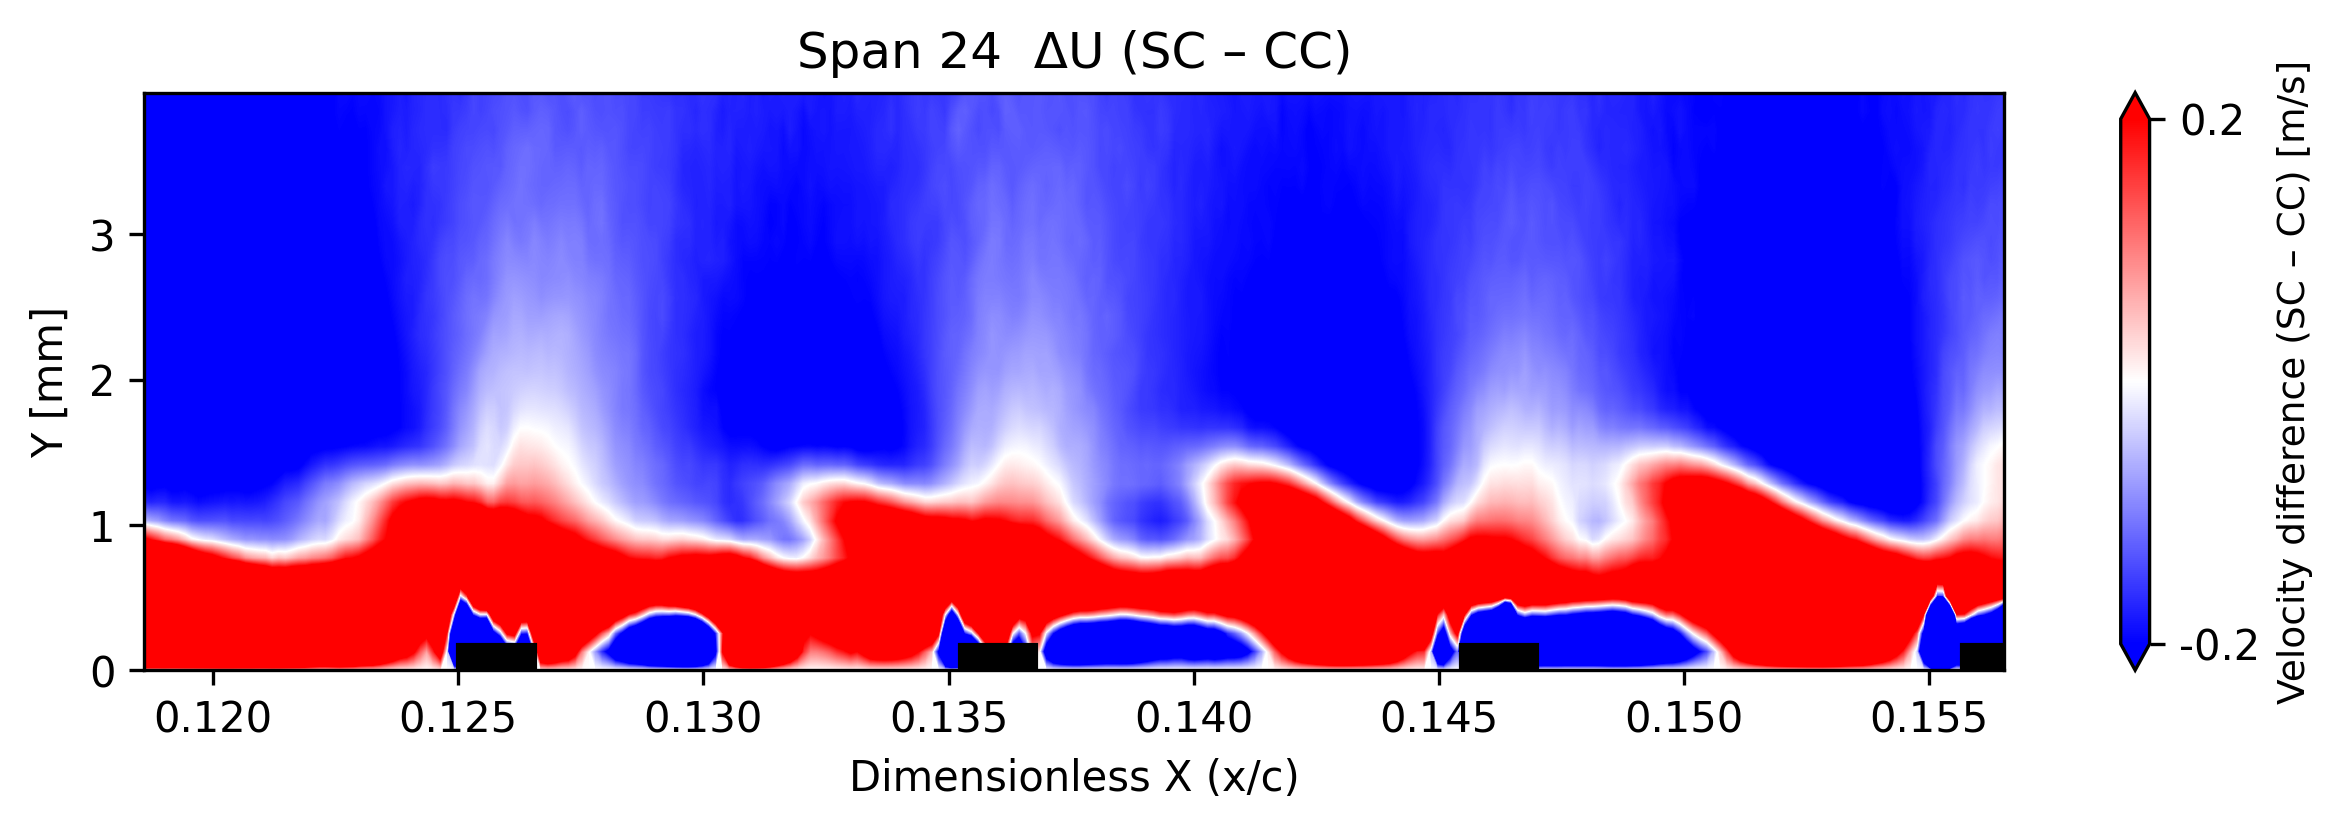 Span 24  ΔU (SC – CC)
Y [mm]
3
2
1
0
0.120 0.125 0.130 0.135 0.140 0.145 0.150 0.155
Dimensionless X (x/c)
0.2
-0.2
Velocity difference (SC – CC) [m/s]